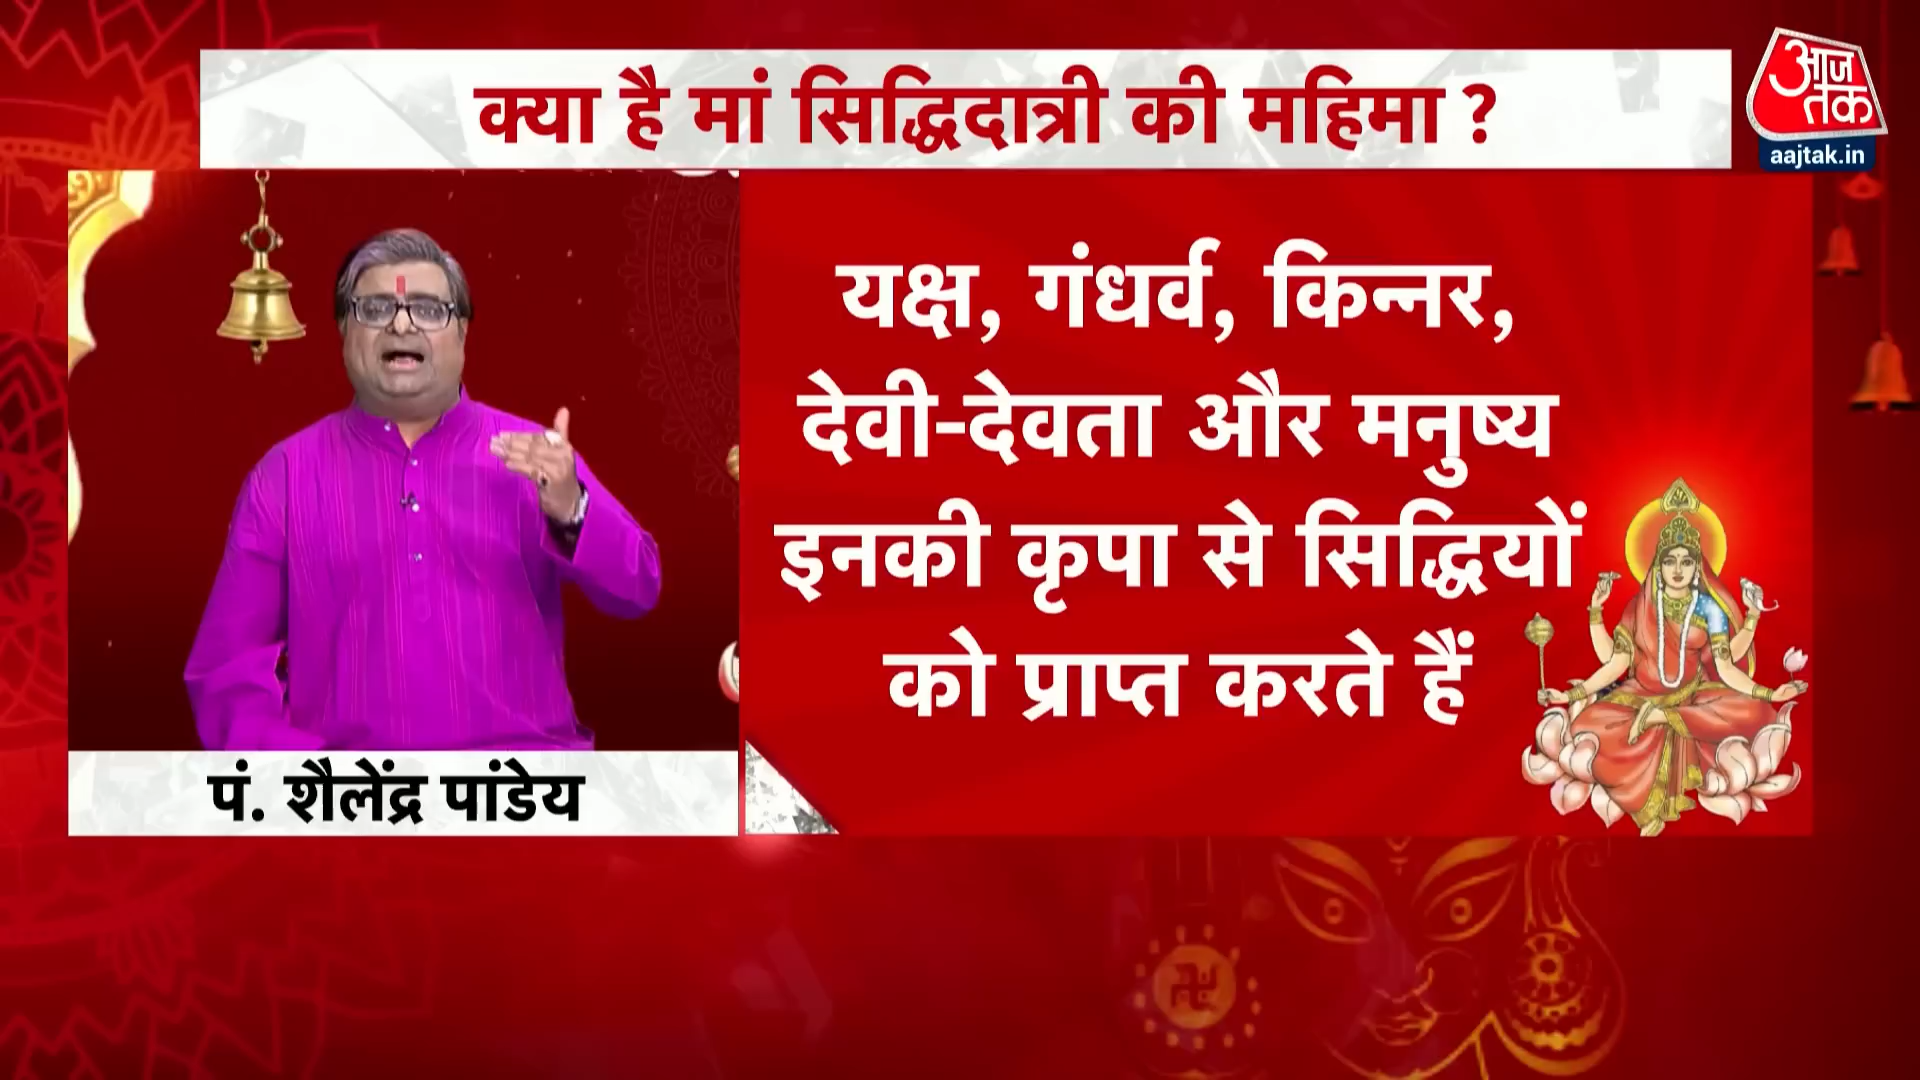 क्या है मां सिद्धिदात्री की महिमा ?
आज
तक
aajtak.in
यक्ष, गंधर्व, किन्नर,
देवी-देवता और मनुष्य
इनकी कृपा से सिद्धियों
को प्राप्त करते हैं
पं. शैलेंद्र पांडेय